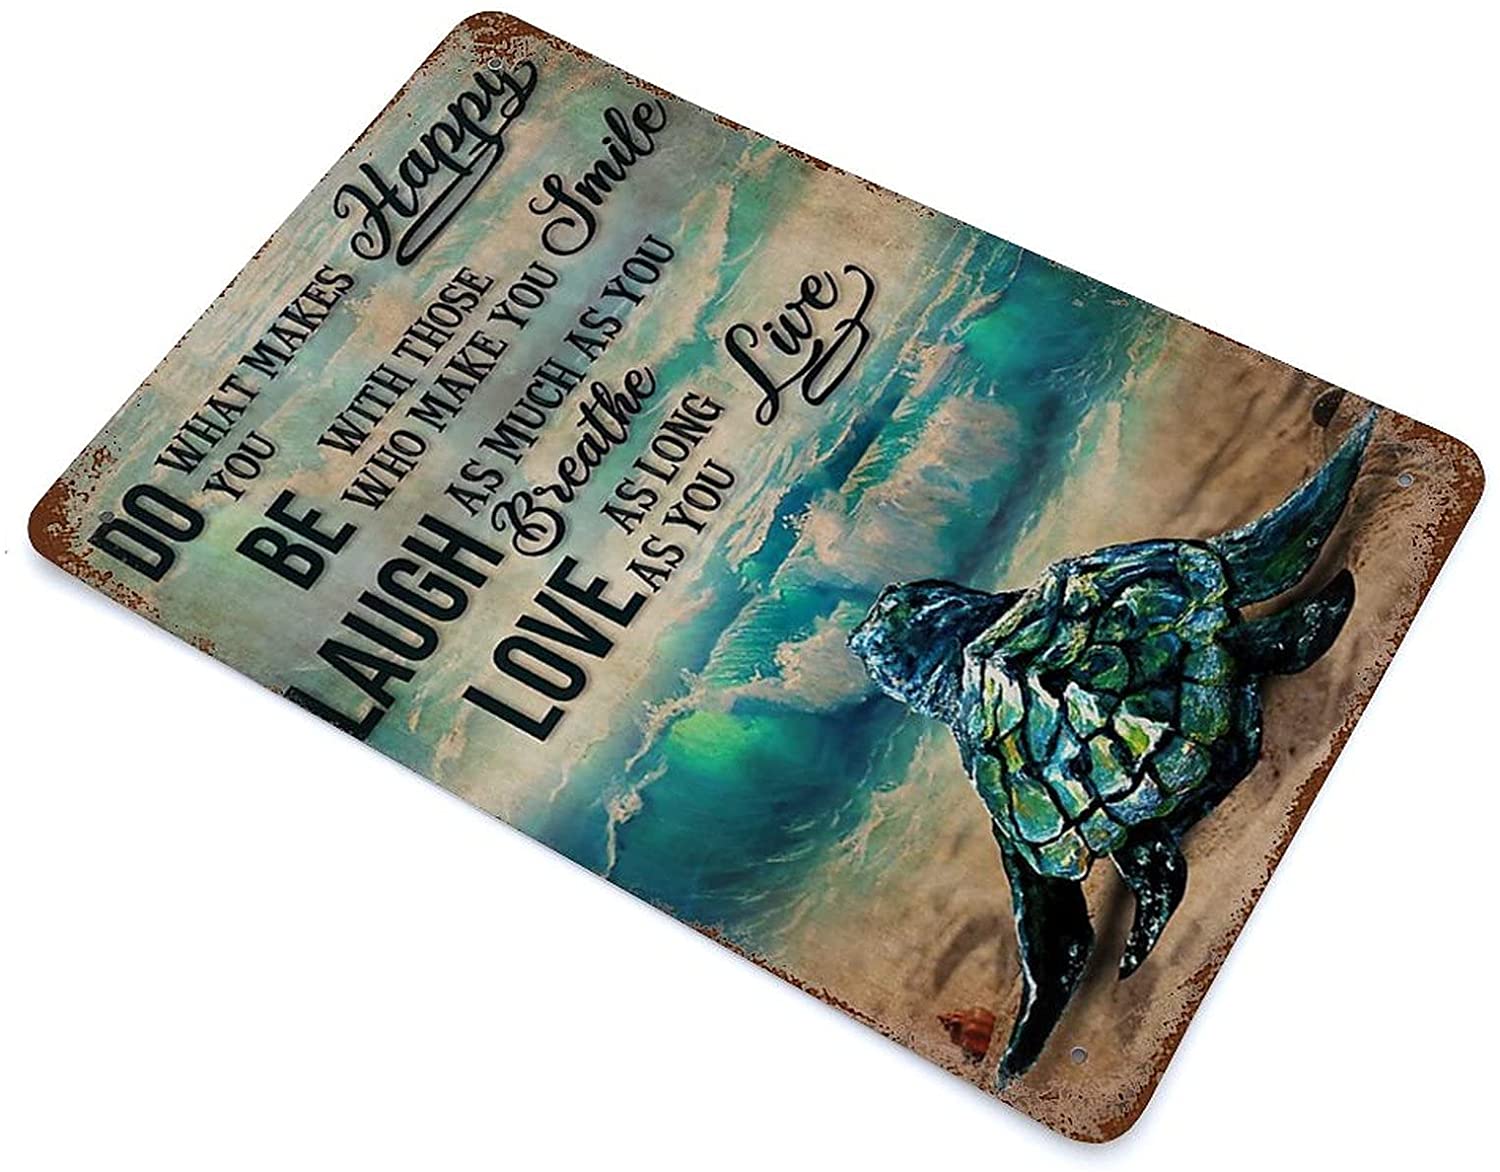 DO WHAT MAKES
YOU Happy
BE WITH THOSE
WHO MAKE YOU Smile
LAUGH AS MUCH AS YOU
Breathe
LOVE AS LONG
AS YOU Live